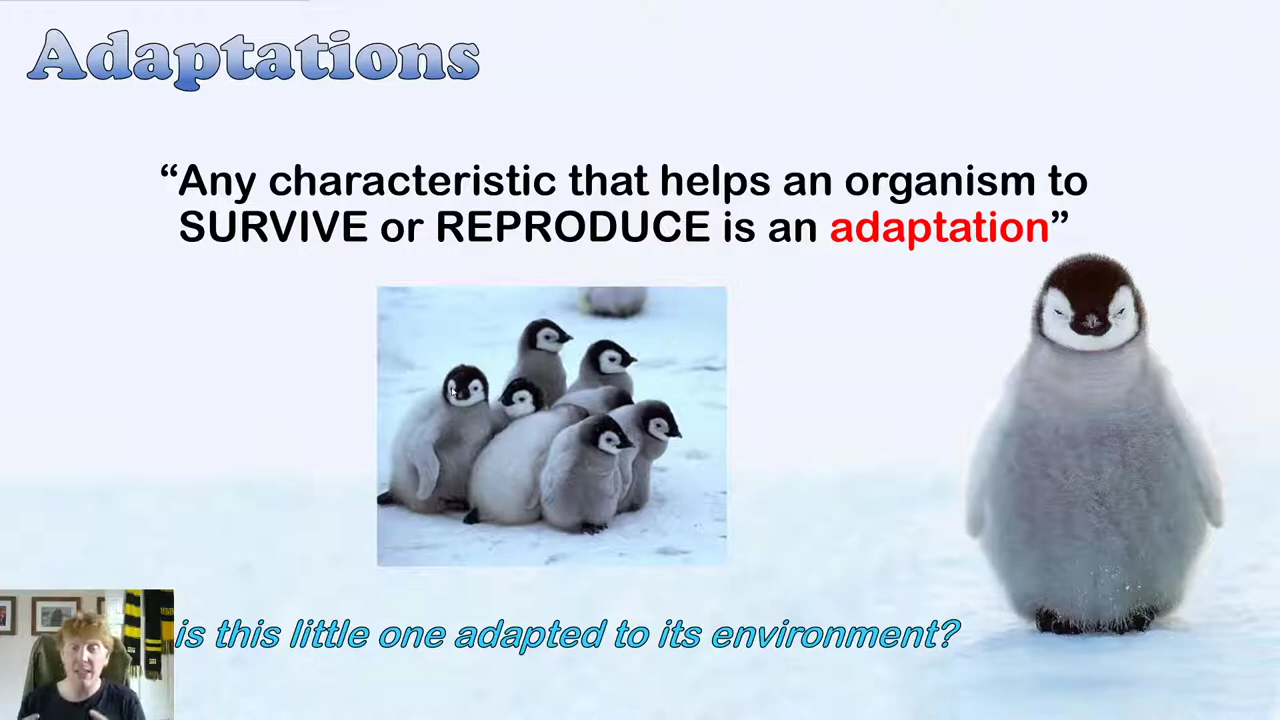 Adaptations
“Any characteristic that helps an organism to
SURVIVE or REPRODUCE is an adaptation”
is this little one adapted to its environment?